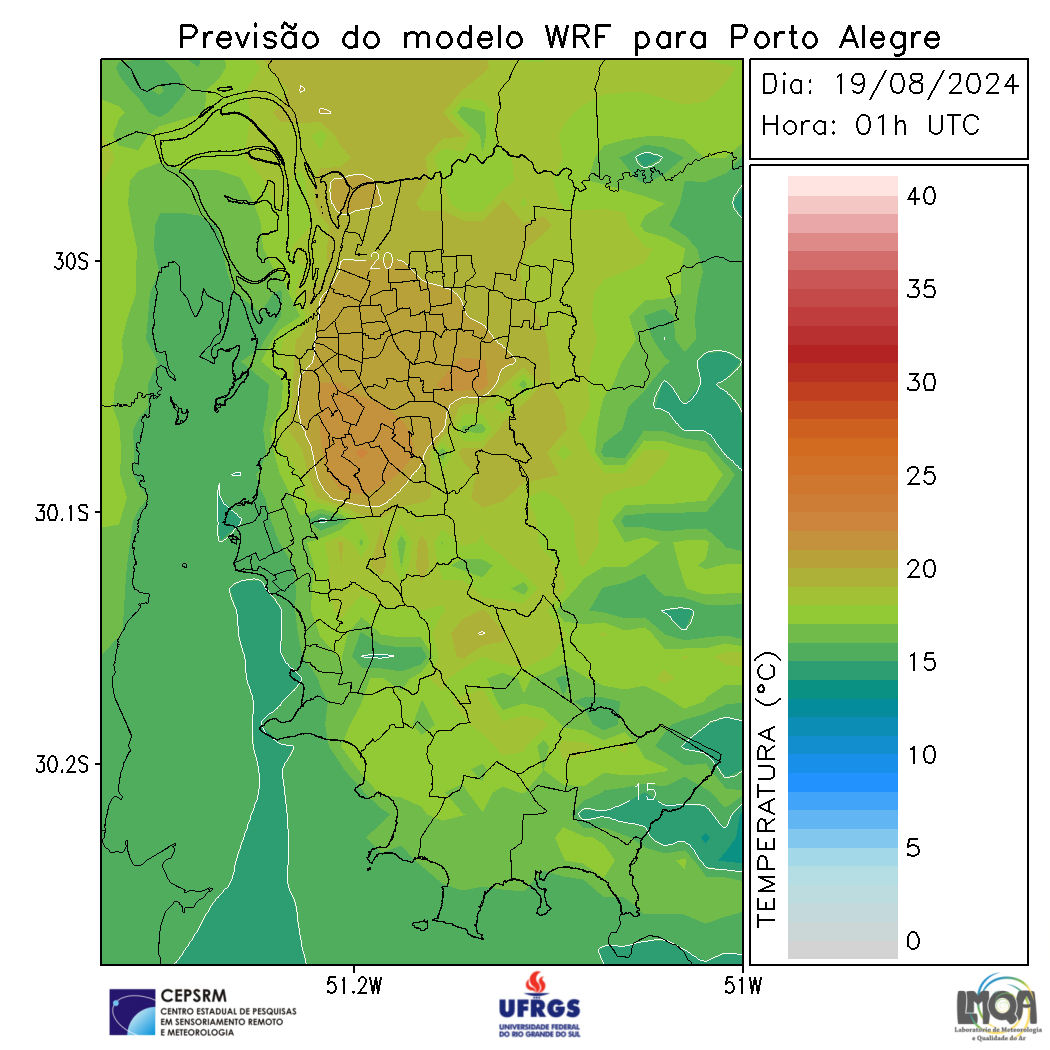 Previsão do modelo WRF para Porto Alegre
Dia: 19/08/2024
Hora: 01h UTC
30S
30.1S
30.2S
51.2W
51W
20
15
TEMPERATURA (°C)
40
35
30
25
20
15
10
5
0
CEPSRM
CENTRO ESTADUAL DE PESQUISAS
EM SENSORIAMENTO REMOTO
E METEOROLOGIA
UFRGS
UNIVERSIDADE FEDERAL
DO RIO GRANDE DO SUL
LMQA
Laboratório de Meteorologia
e Qualidade do Ar